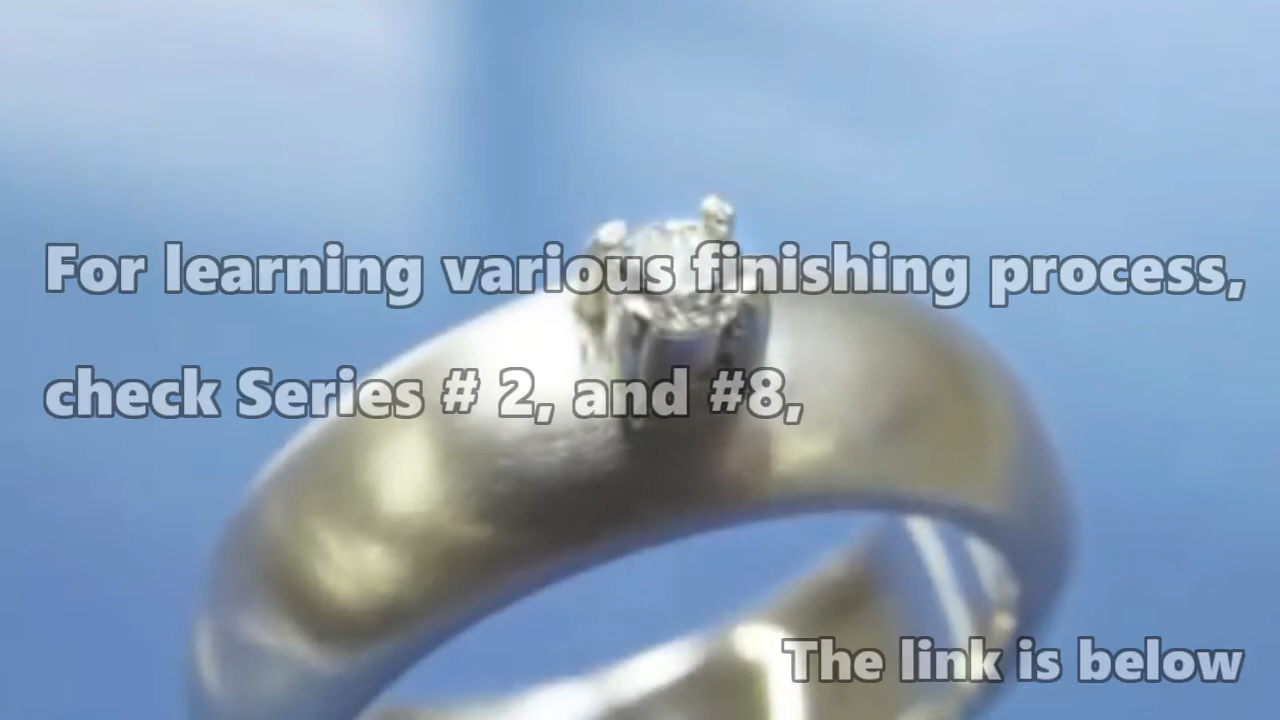 For learning various finishing process,
check Series # 2, and #8,
The link is below